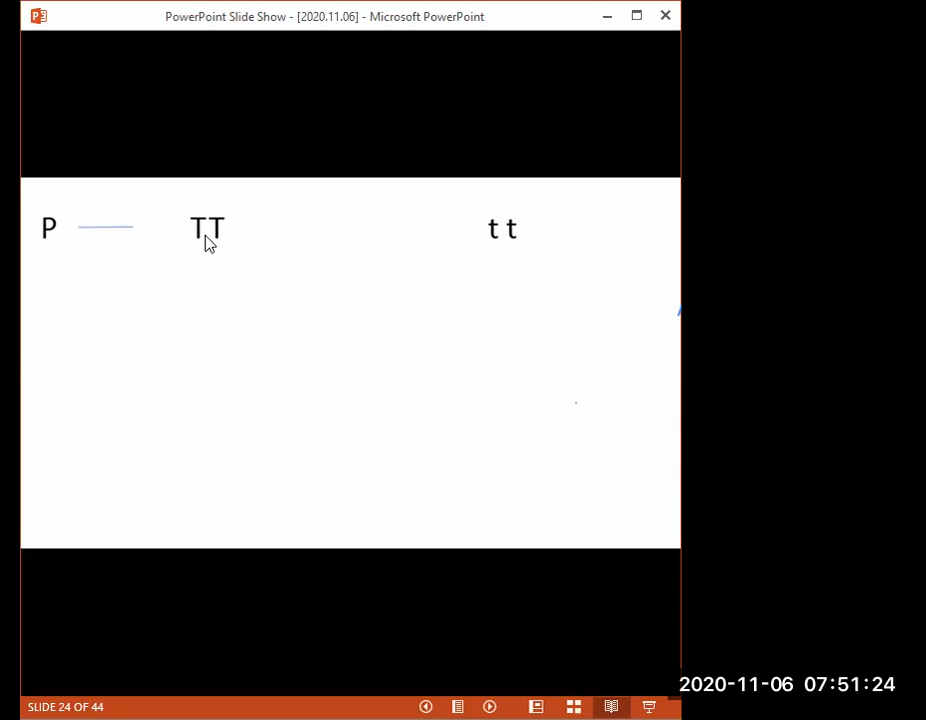 PowerPoint Slide Show - [2020.11.06] - Microsoft PowerPoint
P TT t t
2020-11-06 07:51:24
SLIDE 24 OF 44